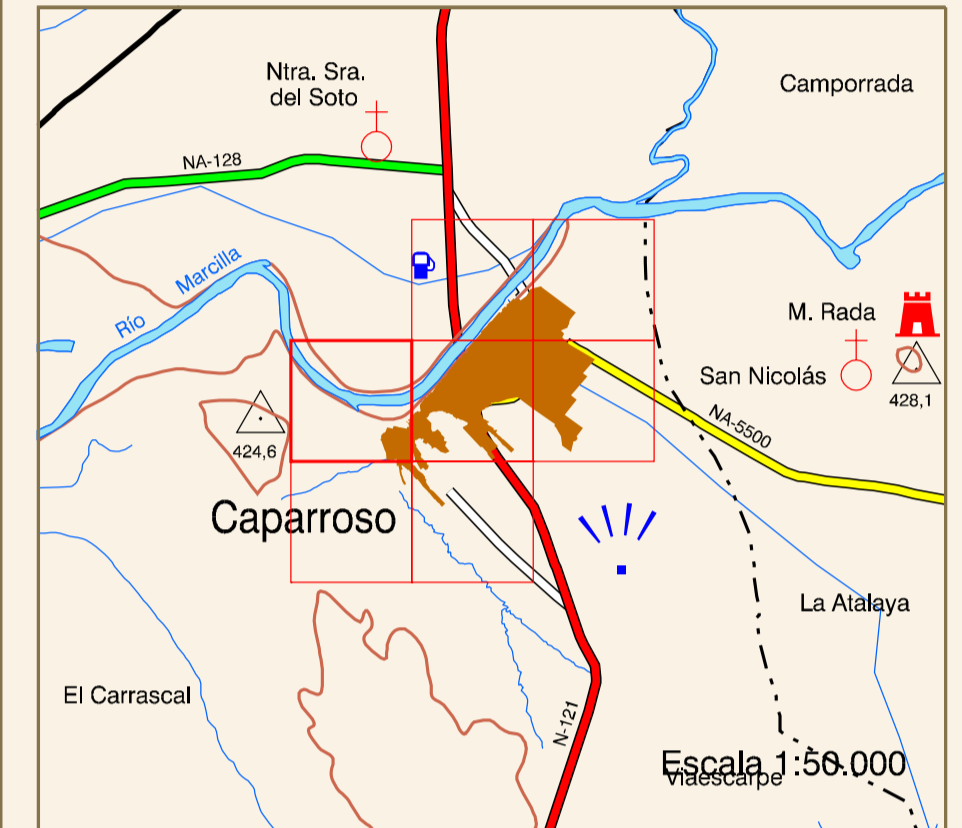 Ntra. Sra.
del Soto
Camporrada
NA-128
Río Marcilla
M. Rada
San Nicolás
428,1
NA-5500
424,6
Caparroso
La Atalaya
El Carrascal
N-121
Escala 1:50.000
Viaescarpe